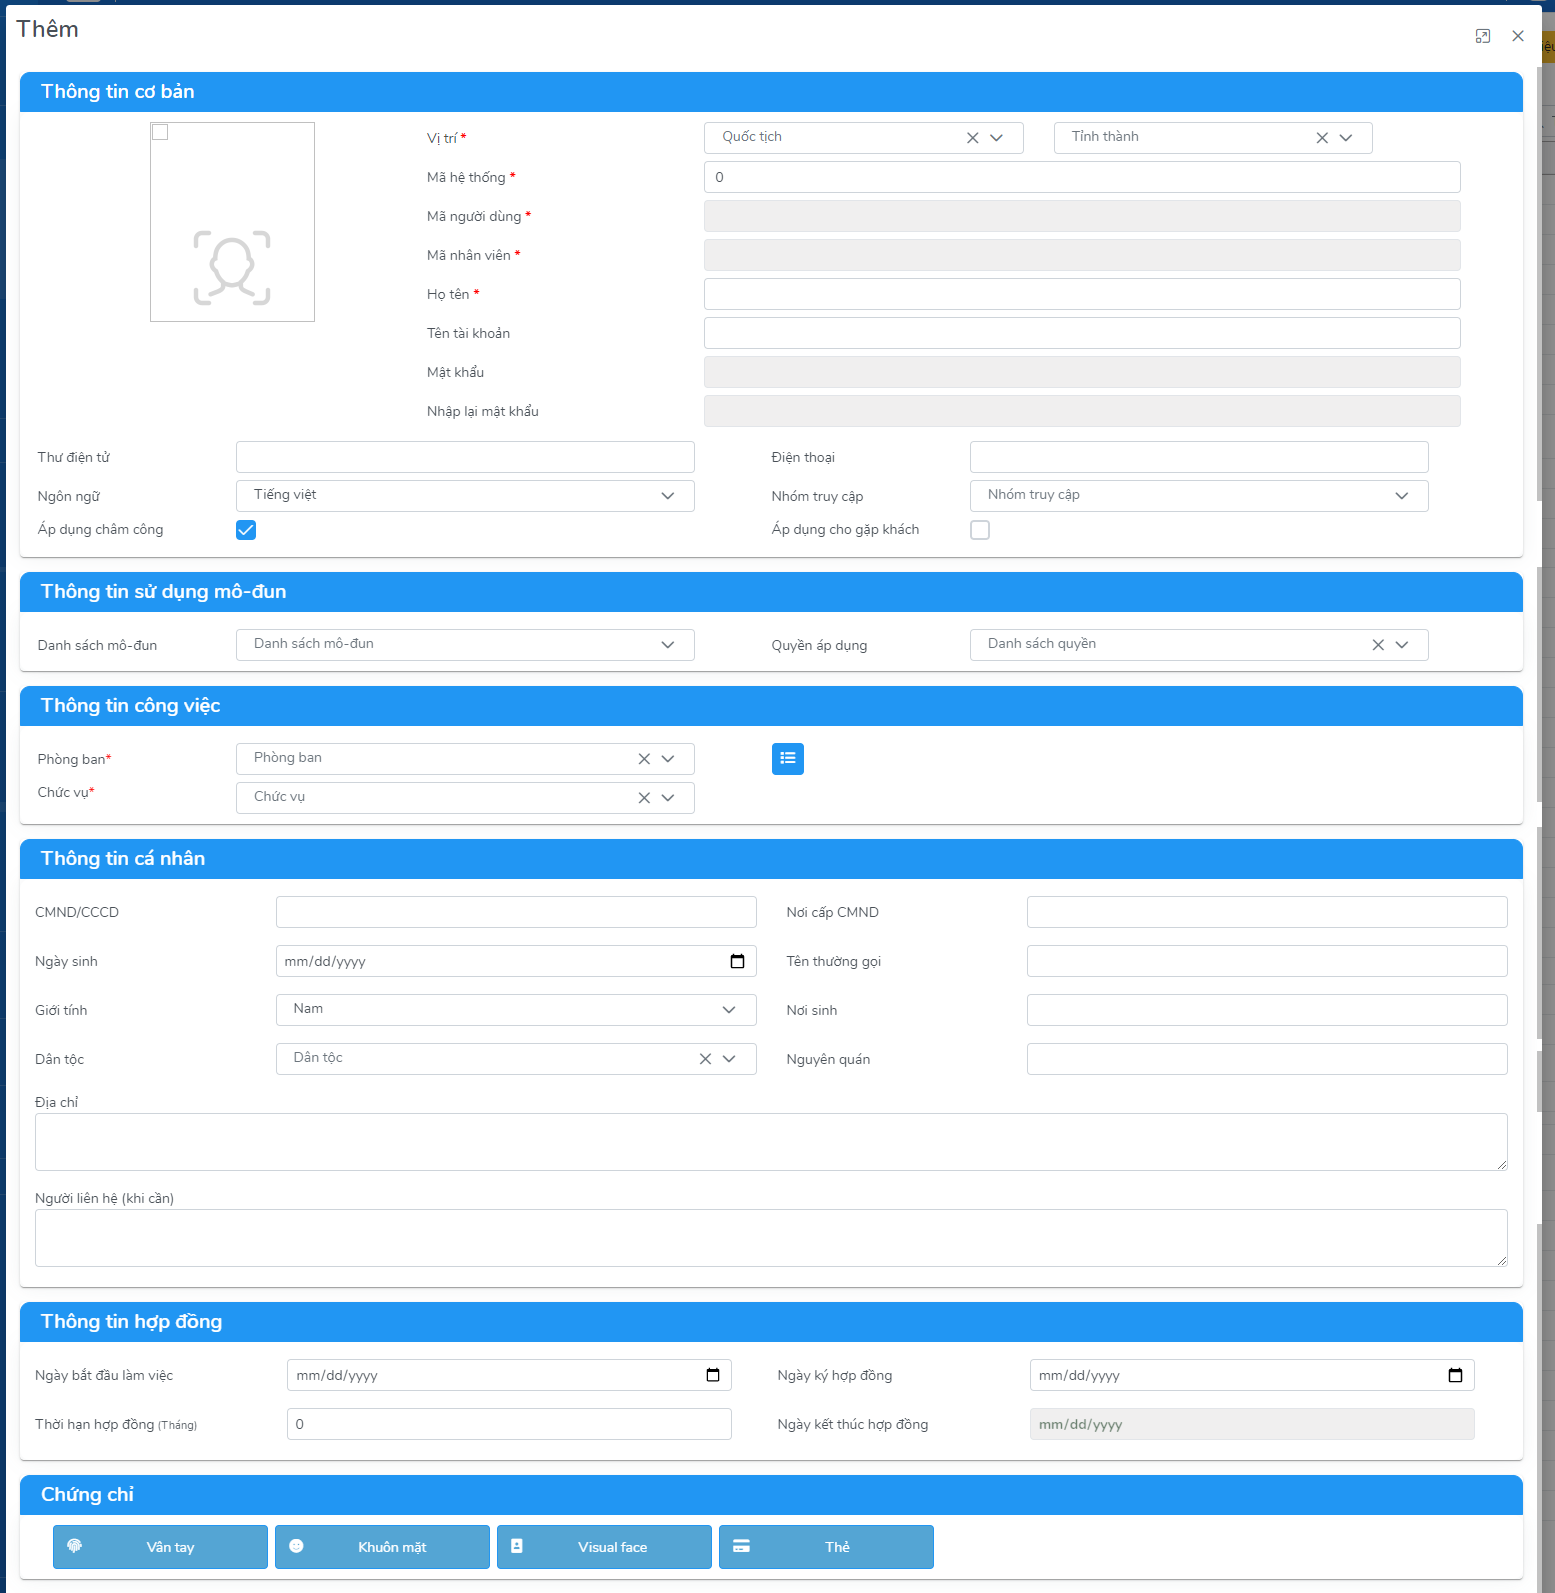 Thêm
Thông tin cơ bản
Vị trí * Quốc tịch Tỉnh thành
Mã hệ thống * 0
Mã người dùng *
Mã nhân viên *
Họ tên *
Tên tài khoản
Mật khẩu
Nhập lại mật khẩu
Thư điện tử Điện thoại
Ngôn ngữ Tiếng việt Nhóm truy cập Nhóm truy cập
Áp dụng chấm công Áp dụng cho gặp khách
Thông tin sử dụng mô-đun
Danh sách mô-đun Danh sách mô-đun Quyền áp dụng Danh sách quyền
Thông tin công việc
Phòng ban* Phòng ban
Chức vụ* Chức vụ
Thông tin cá nhân
CMND/CCCD Nơi cấp CMND
Ngày sinh mm/dd/yyyy Tên thường gọi
Giới tính Nam Nơi sinh
Dân tộc Dân tộc Nguyên quán
Địa chỉ
Người liên hệ (khi cần)
Thông tin hợp đồng
Ngày bắt đầu làm việc mm/dd/yyyy Ngày ký hợp đồng mm/dd/yyyy
Thời hạn hợp đồng (Tháng) 0 Ngày kết thúc hợp đồng mm/dd/yyyy
Chứng chỉ
Vân tay Khuôn mặt Visual face Thẻ